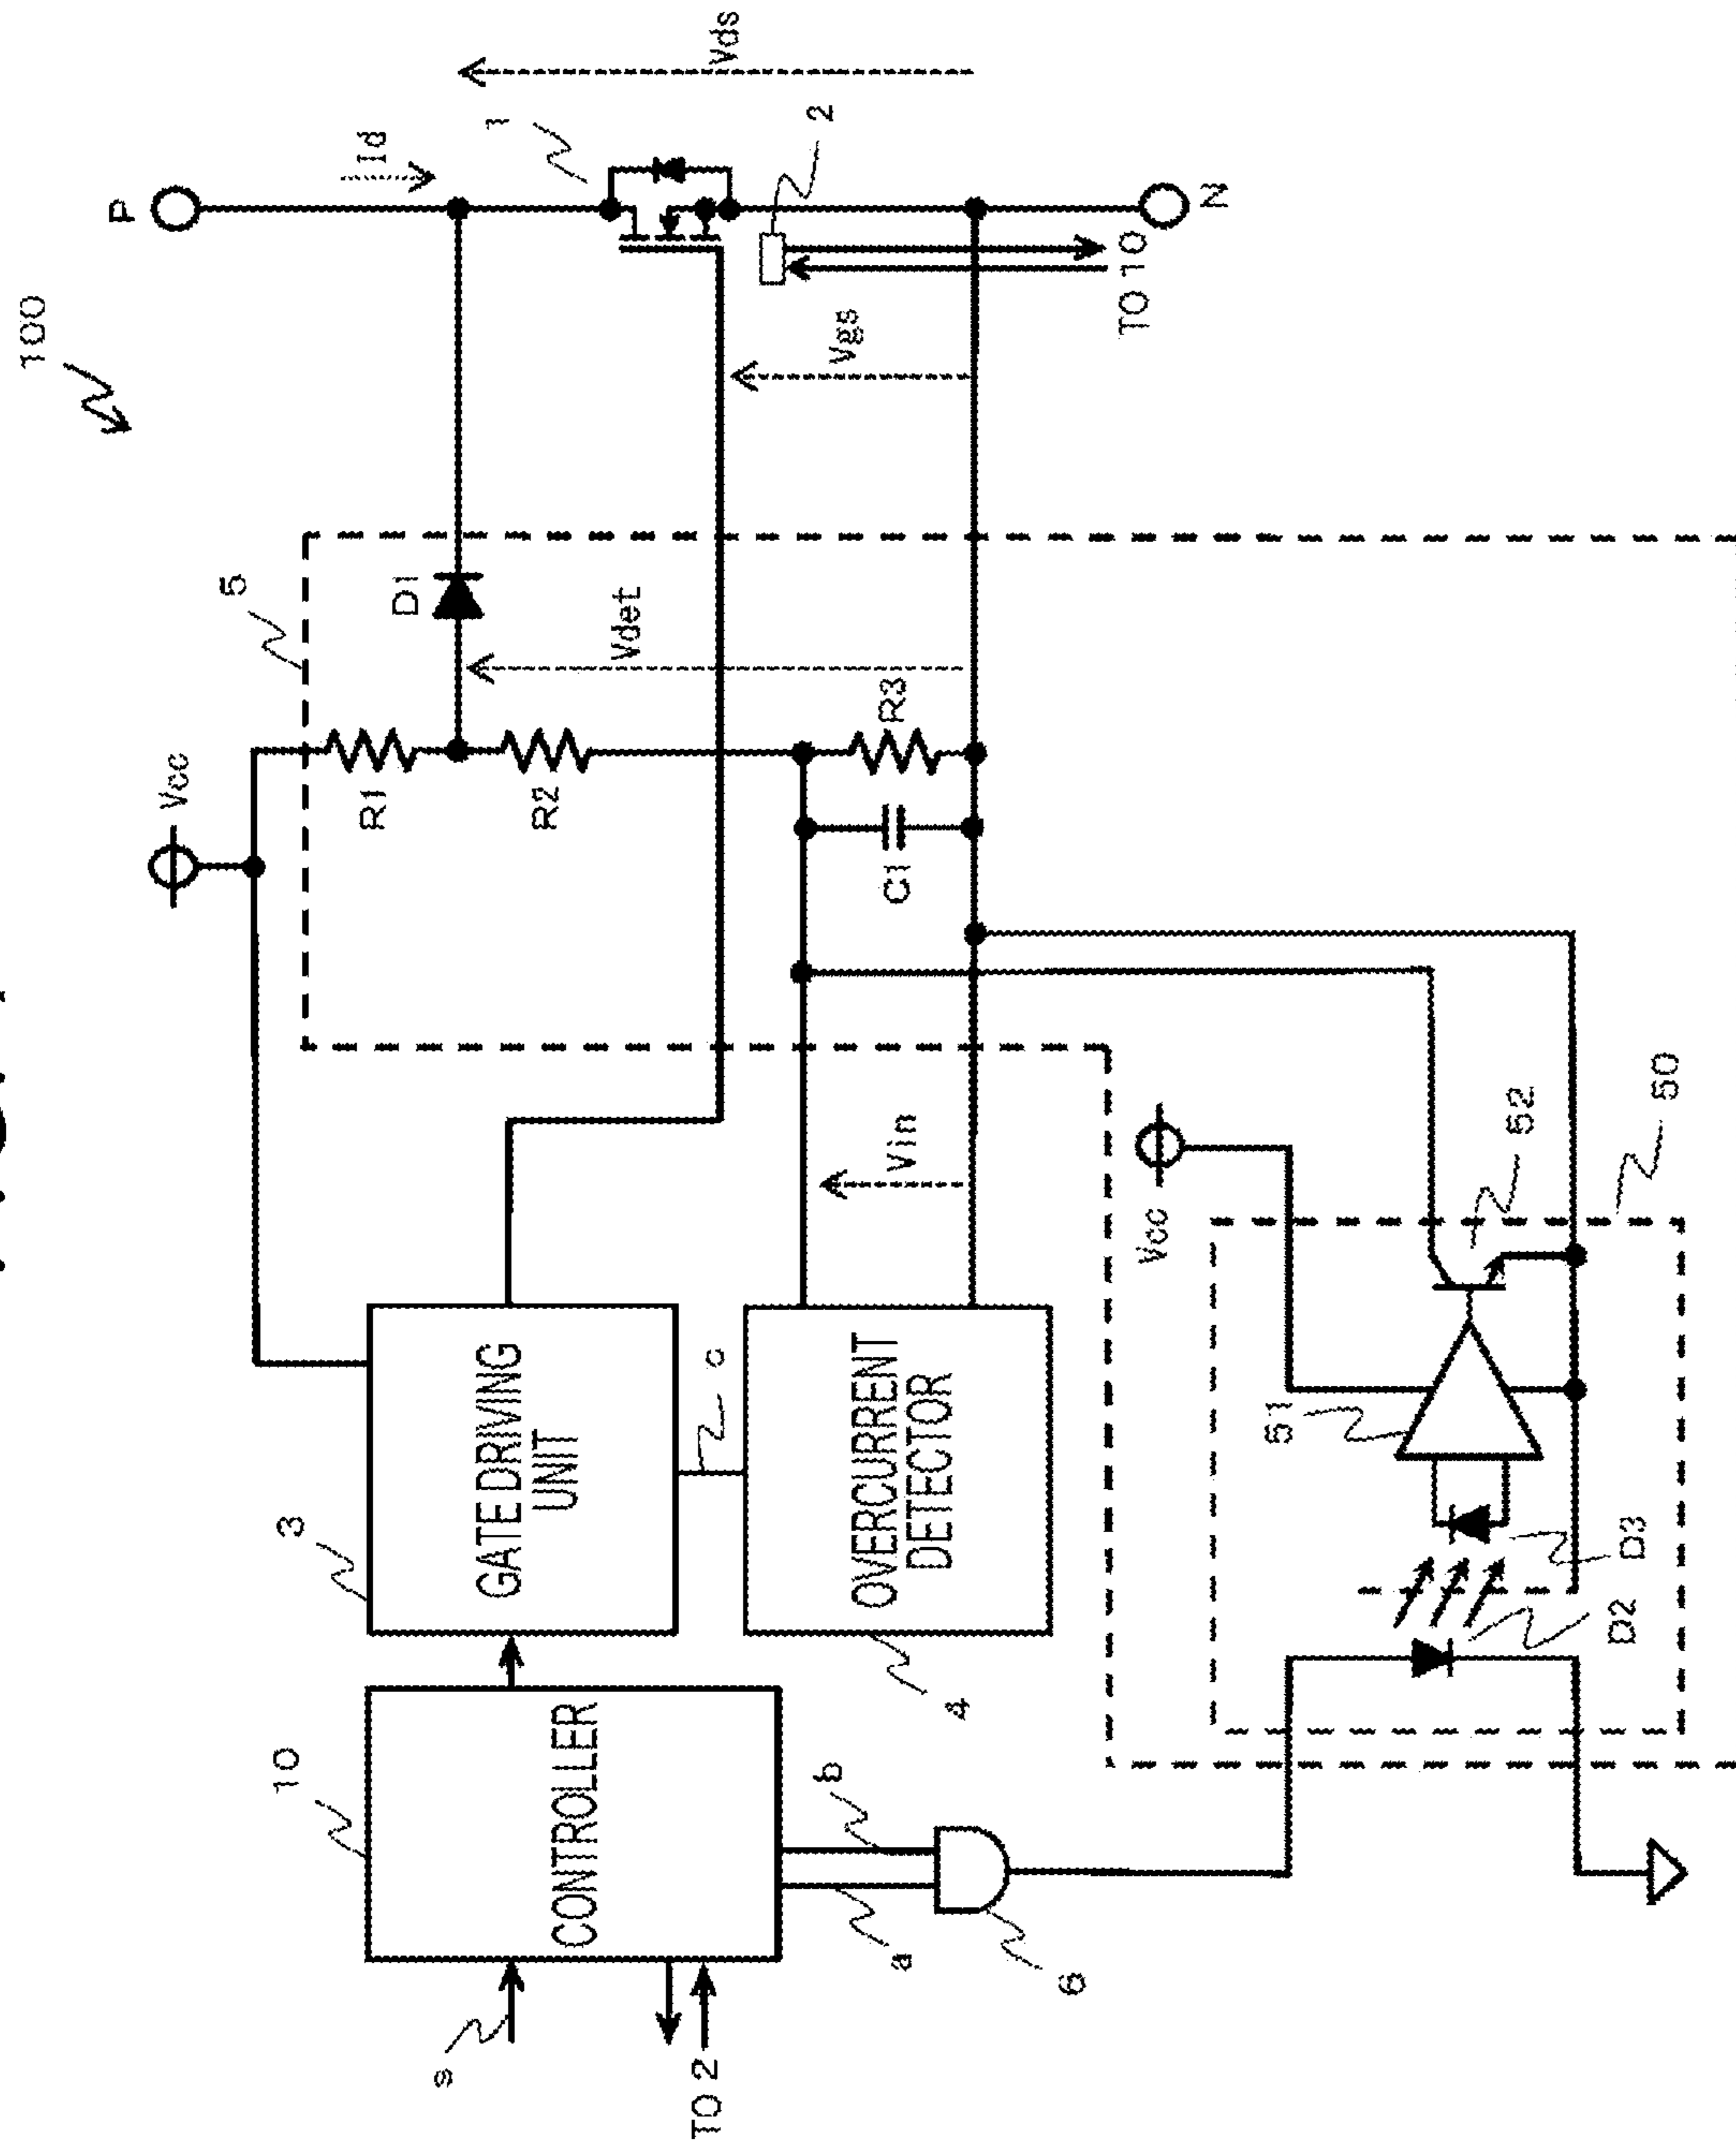 100
P
Id
1
Vds
2
Vgs
TO 10
N
Vcc
5
D1
Vdet
R1
R2
R3
C1
Vin
3
GATE DRIVING
UNIT
c
OVERCURRENT
DETECTOR
4
10
CONTROLLER
s
TO 2
a
b
6
Vcc
50
51
52
D3
D2